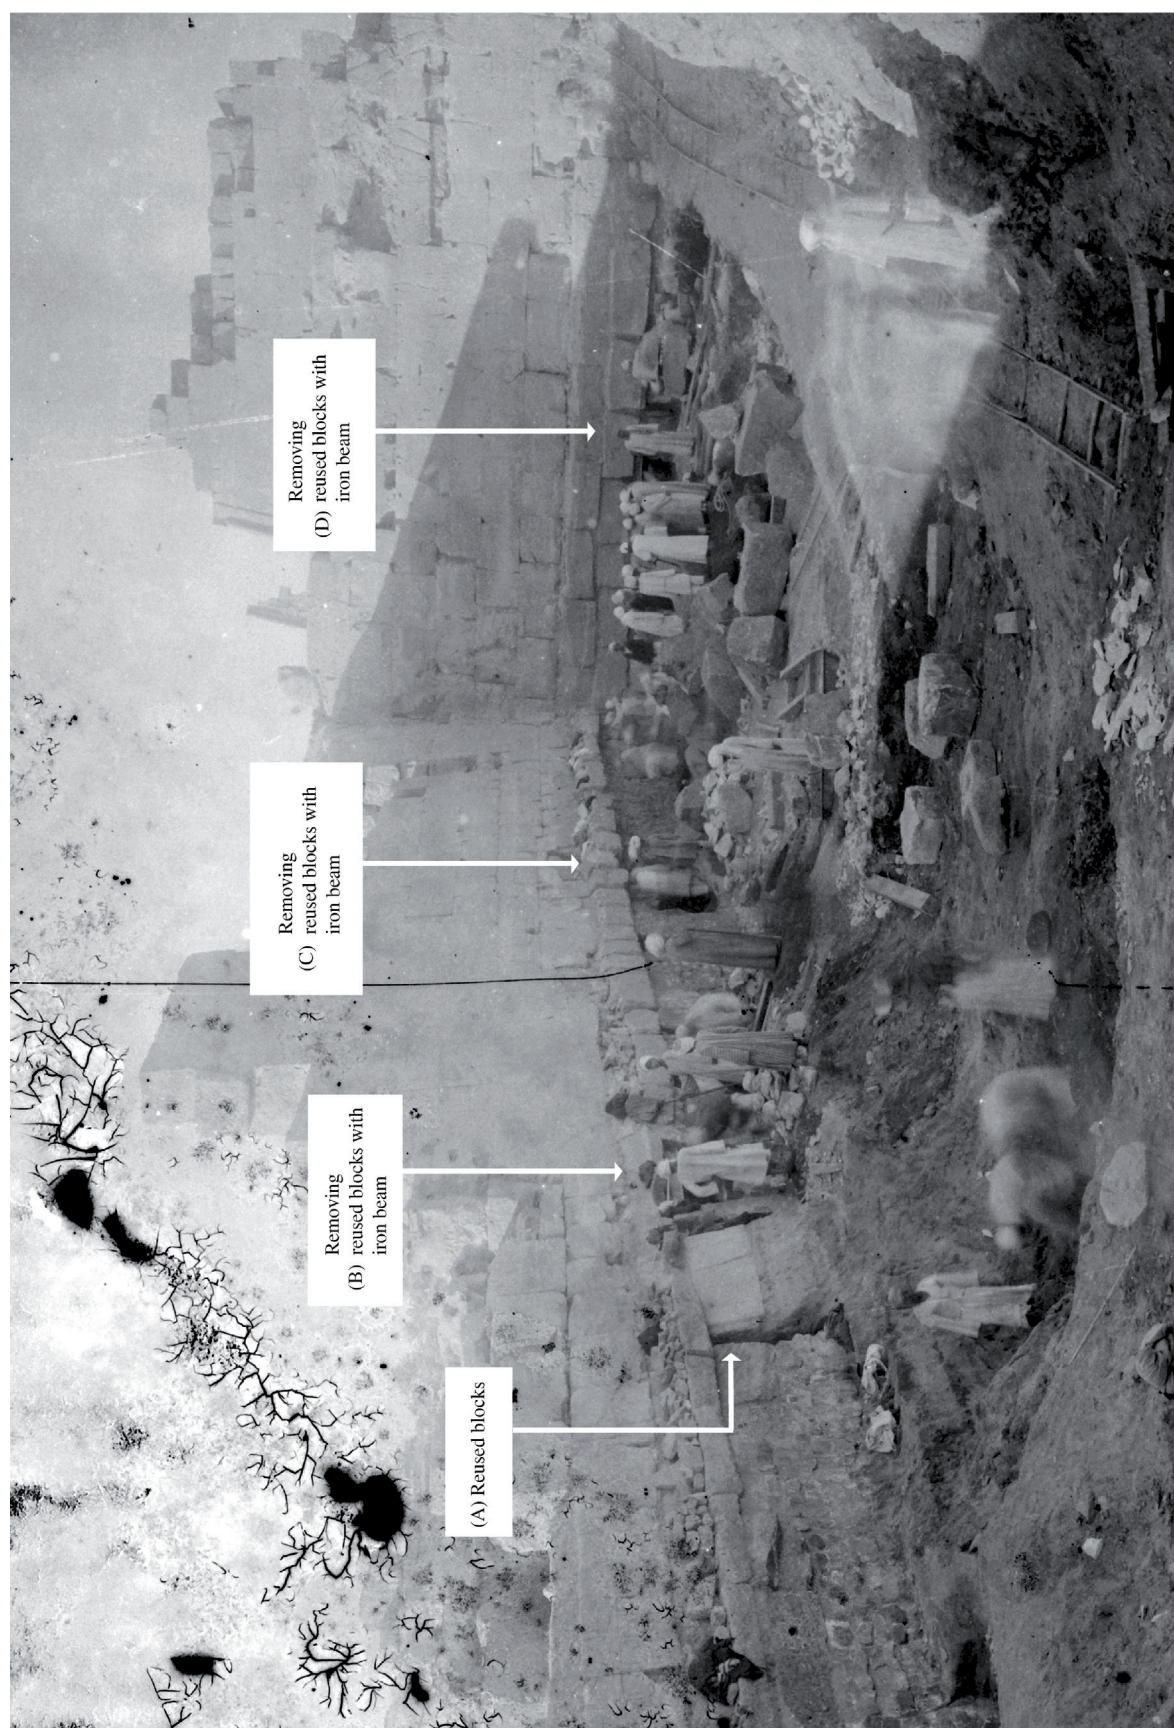 (A) Reused blocks
Removing
(B) reused blocks with
iron beam
Removing
(C) reused blocks with
iron beam
Removing
(D) reused blocks with
iron beam